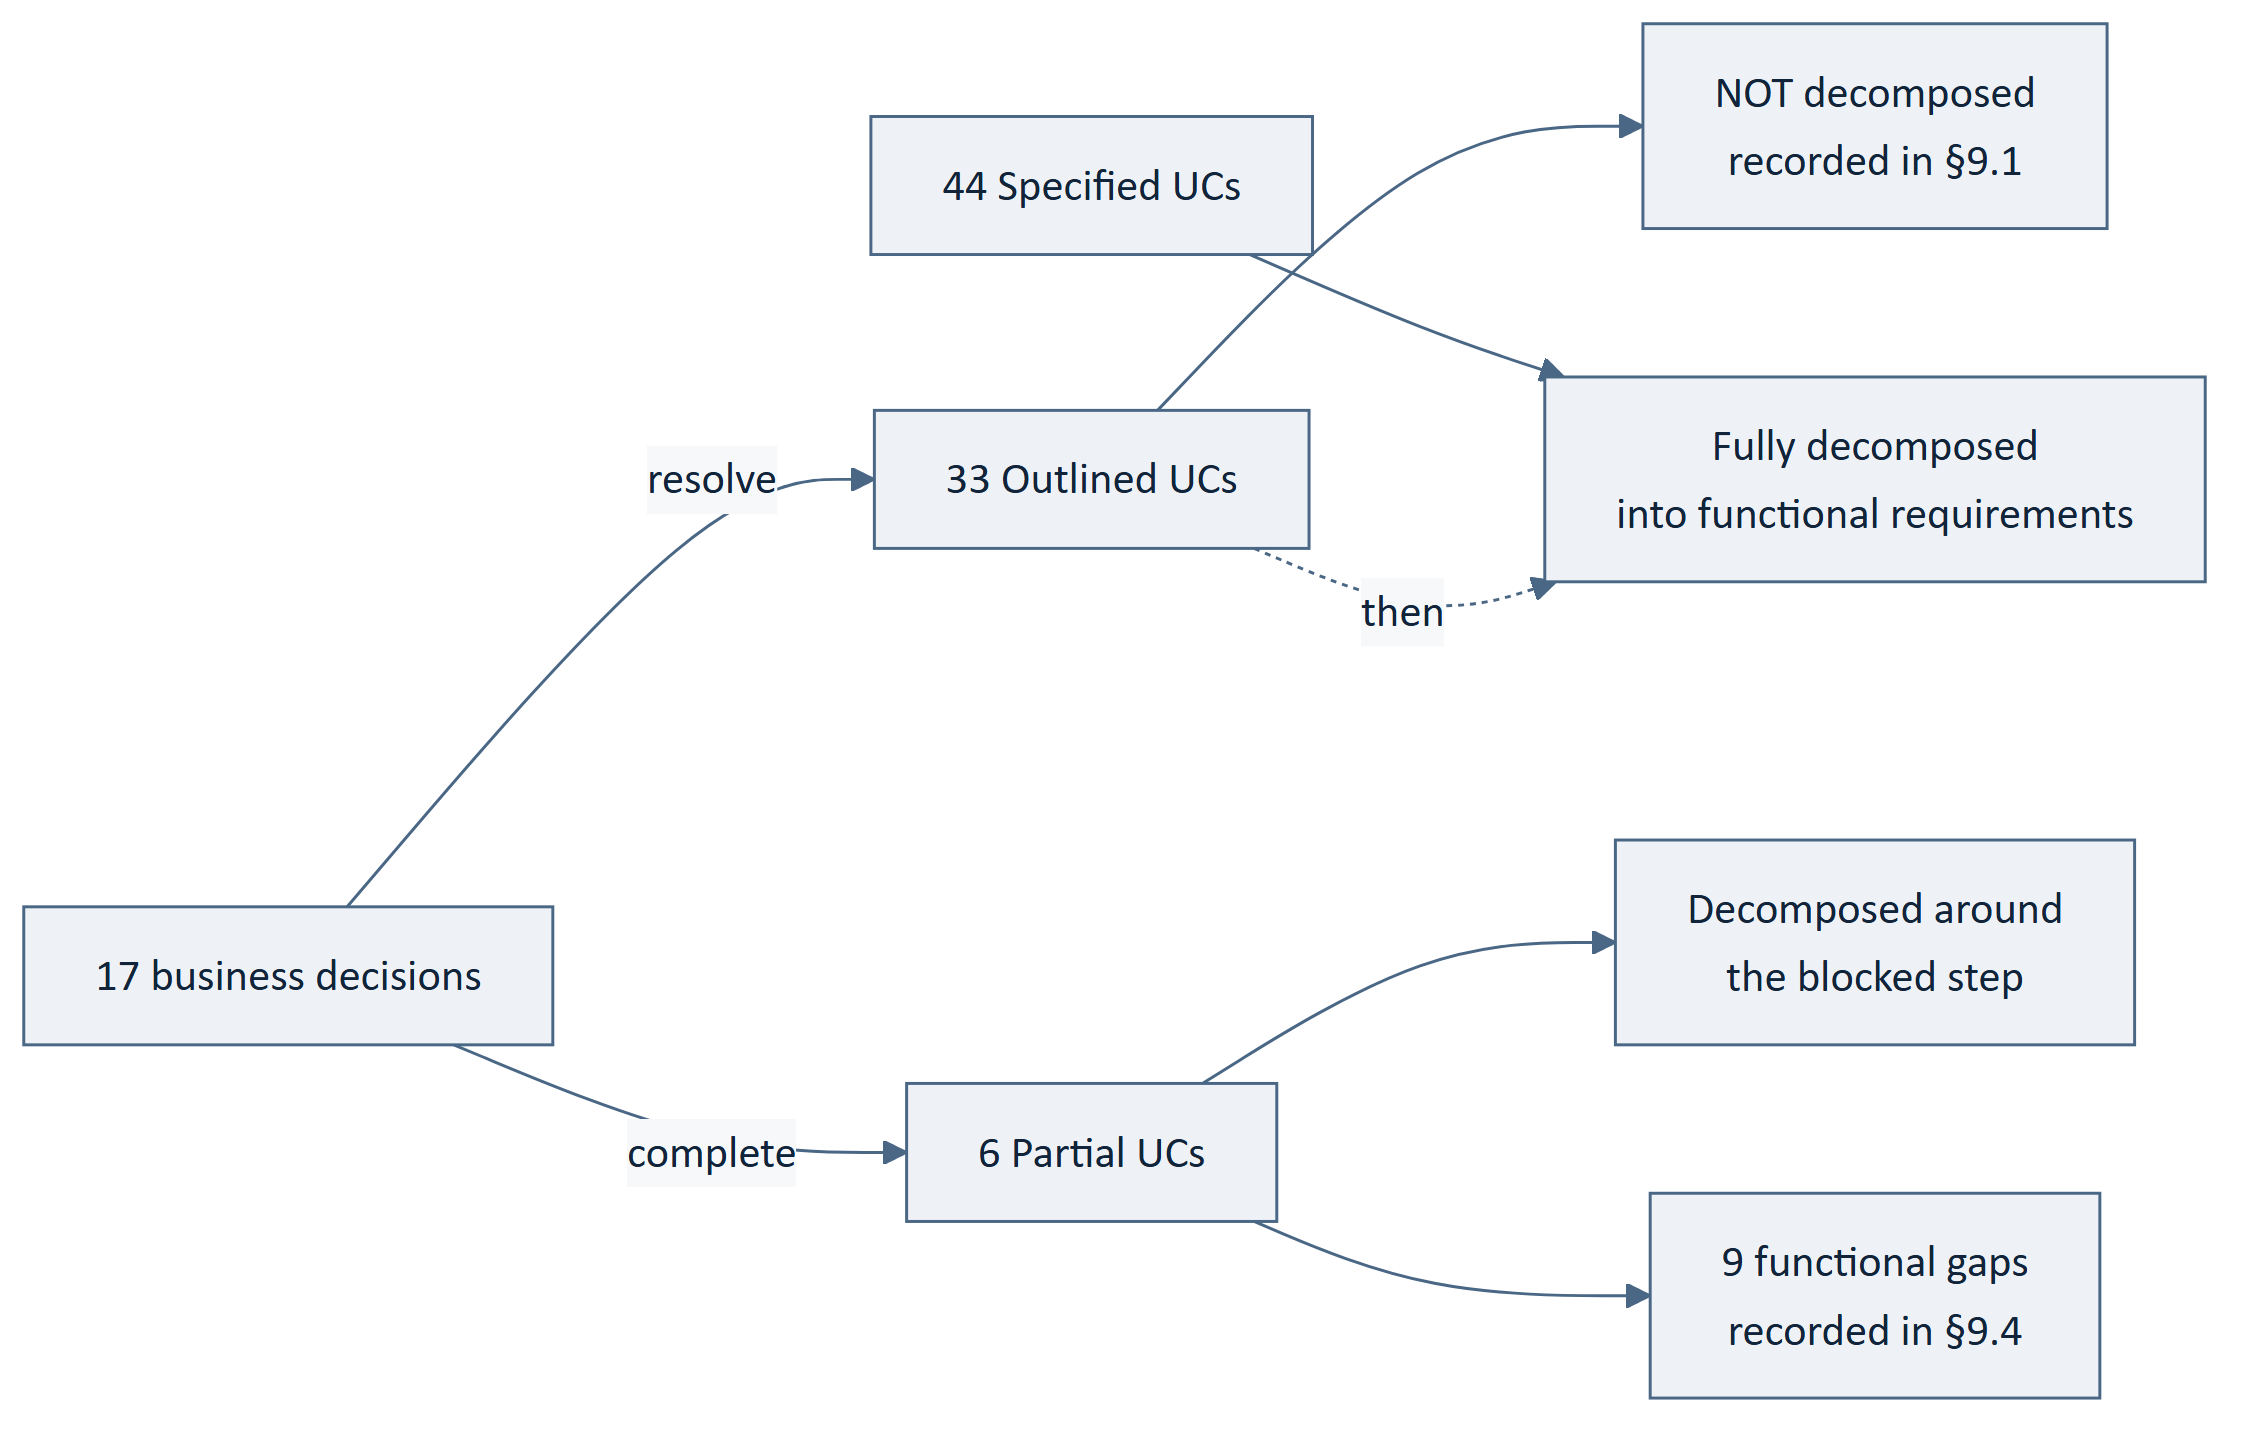 NOT decomposed
recorded in §9.1
44 Specified UCs
Fully decomposed
into functional requirements
resolve
33 Outlined UCs
then
Decomposed around
the blocked step
17 business decisions
complete
6 Partial UCs
9 functional gaps
recorded in §9.4